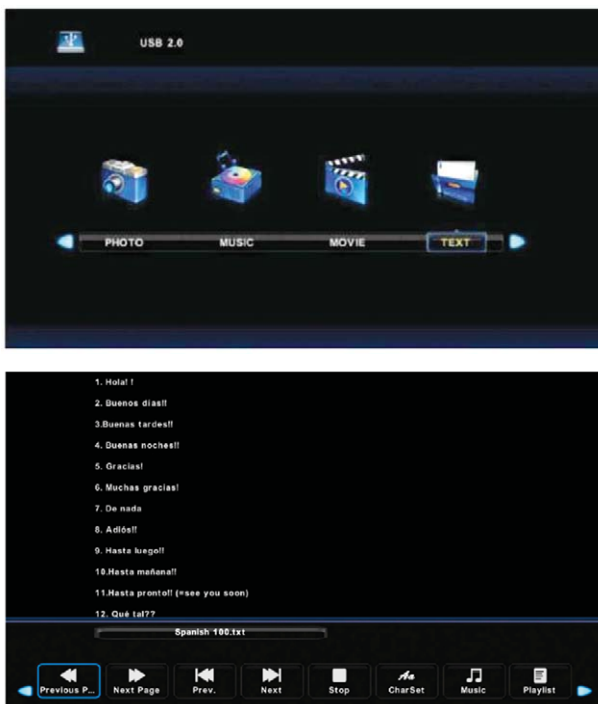 USB 2.0
PHOTO MUSIC MOVIE TEXT
1. Hola! !
2. Buenos días!!
3.Buenas tardes!!
4. Buenas noches!!
5. Gracias!
6. Muchas gracias!
7. De nada
8. Adiós!!
9. Hasta luego!!
10.Hasta mañana!!
11.Hasta pronto!! (=see you soon)
12. Qué tal??
Spanish 100.txt
Previous P... Next Page Prev. Next Stop CharSet Music Playlist